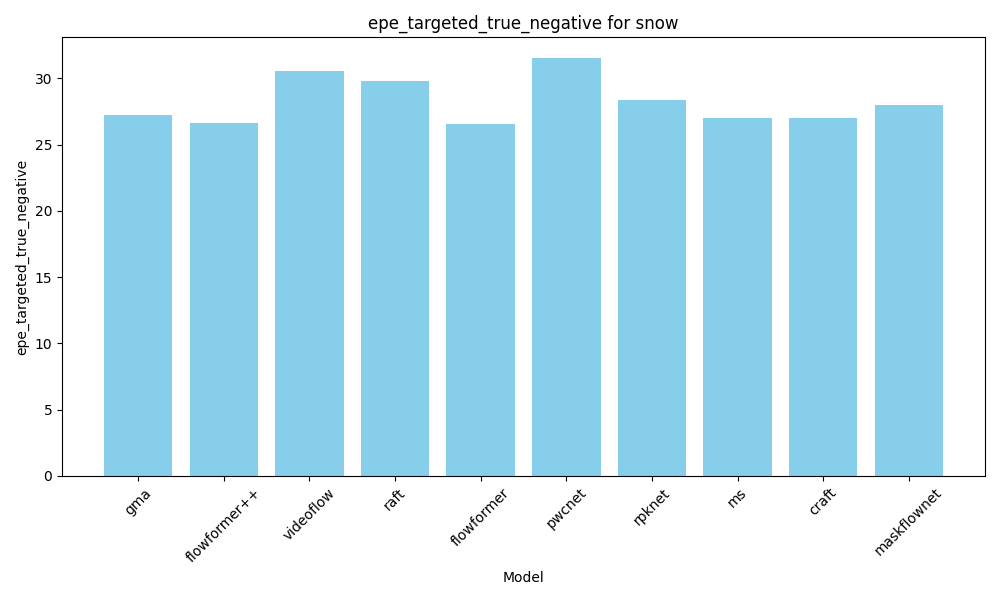 epe_targeted_true_negative for snow
epe_targeted_true_negative
30
25
20
15
10
5
0
gma
flowformer++
videoflow
raft
flowformer
pwcnet
rpknet
ms
craft
maskflownet
Model